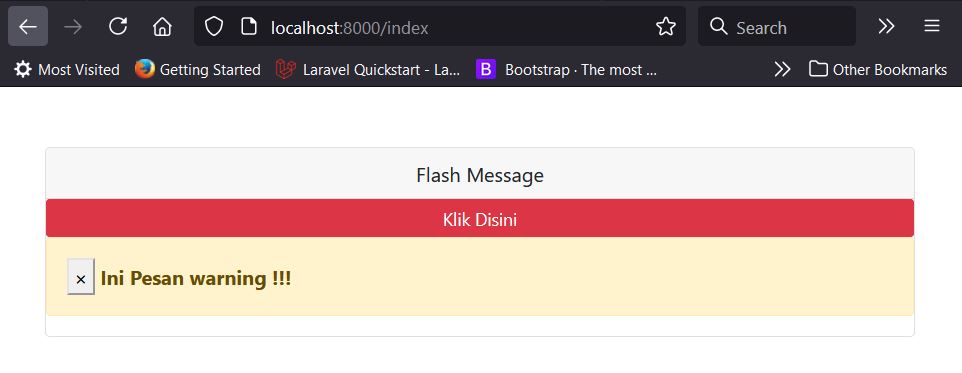 localhost:8000/index
Search
Most Visited
Getting Started
Laravel Quickstart - La...
Bootstrap · The most ...
Other Bookmarks
Flash Message
Klik Disini
× Ini Pesan warning !!!